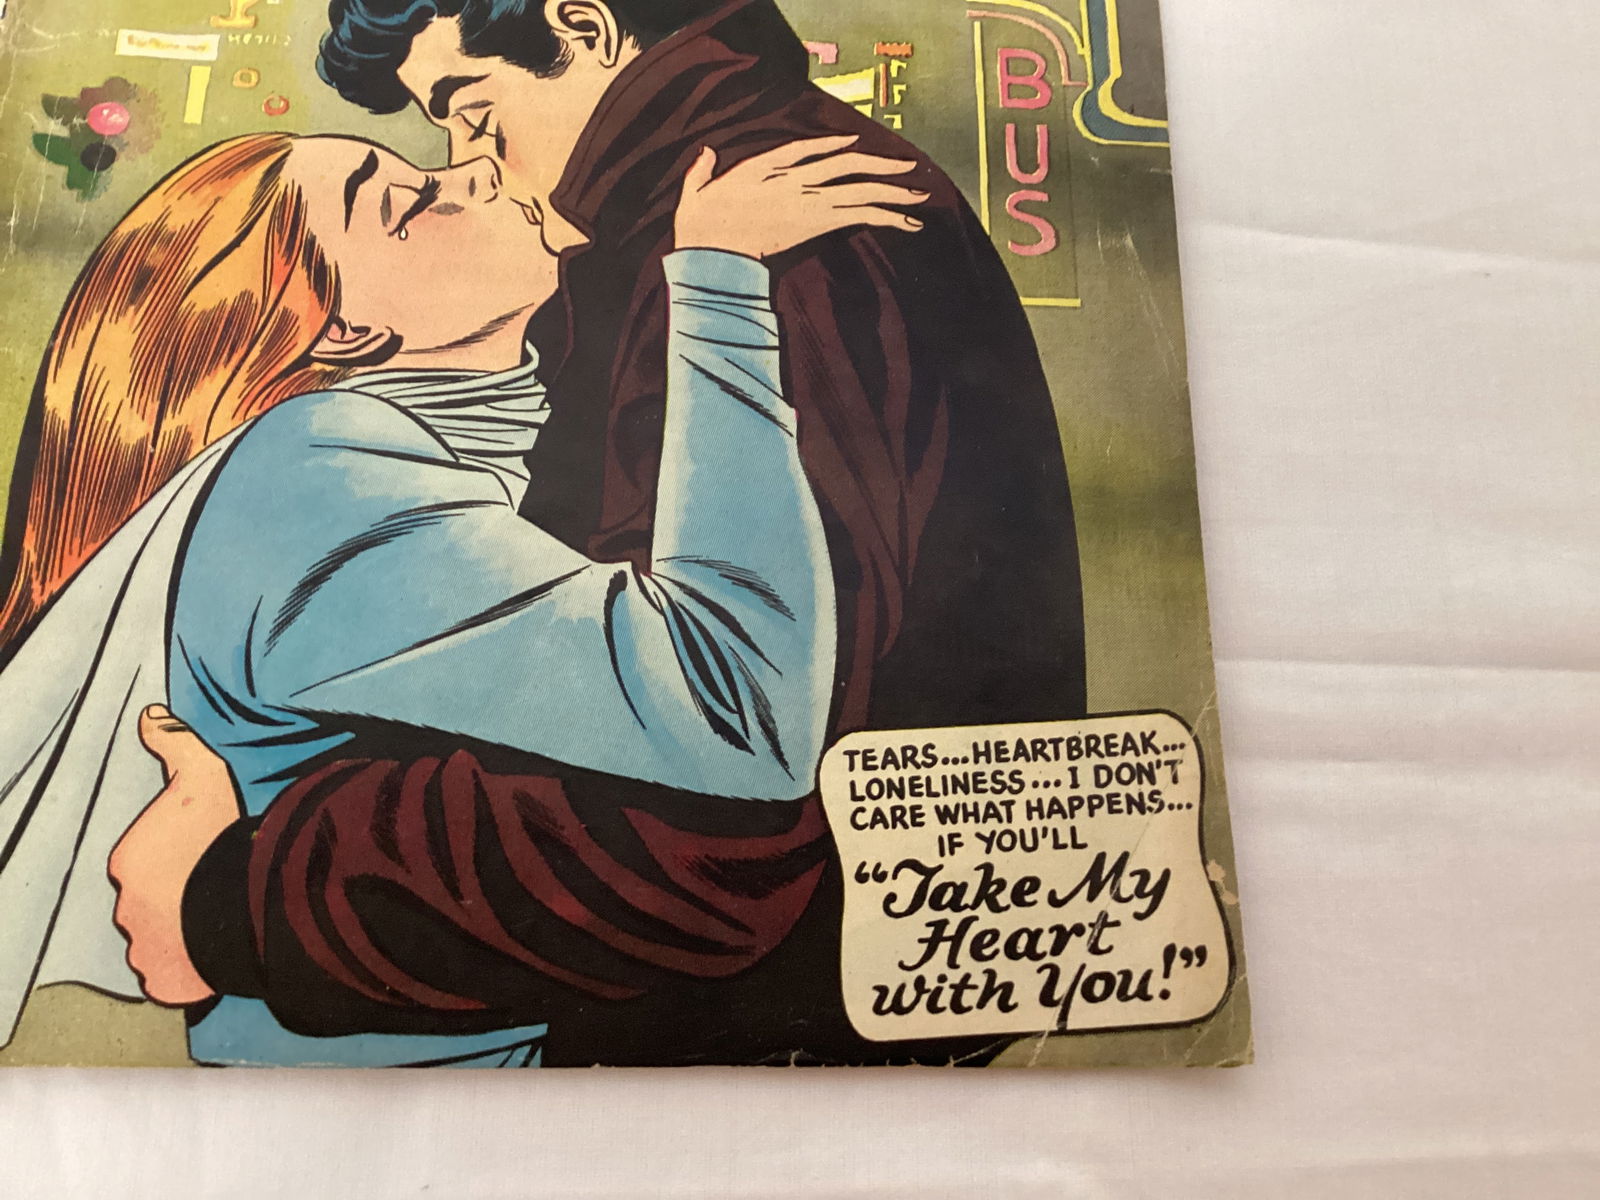 BUS
TEARS...HEARTBREAK...
LONELINESS...I DON'T
CARE WHAT HAPPENS...
IF YOU'LL
"Take My
Heart
with You!"